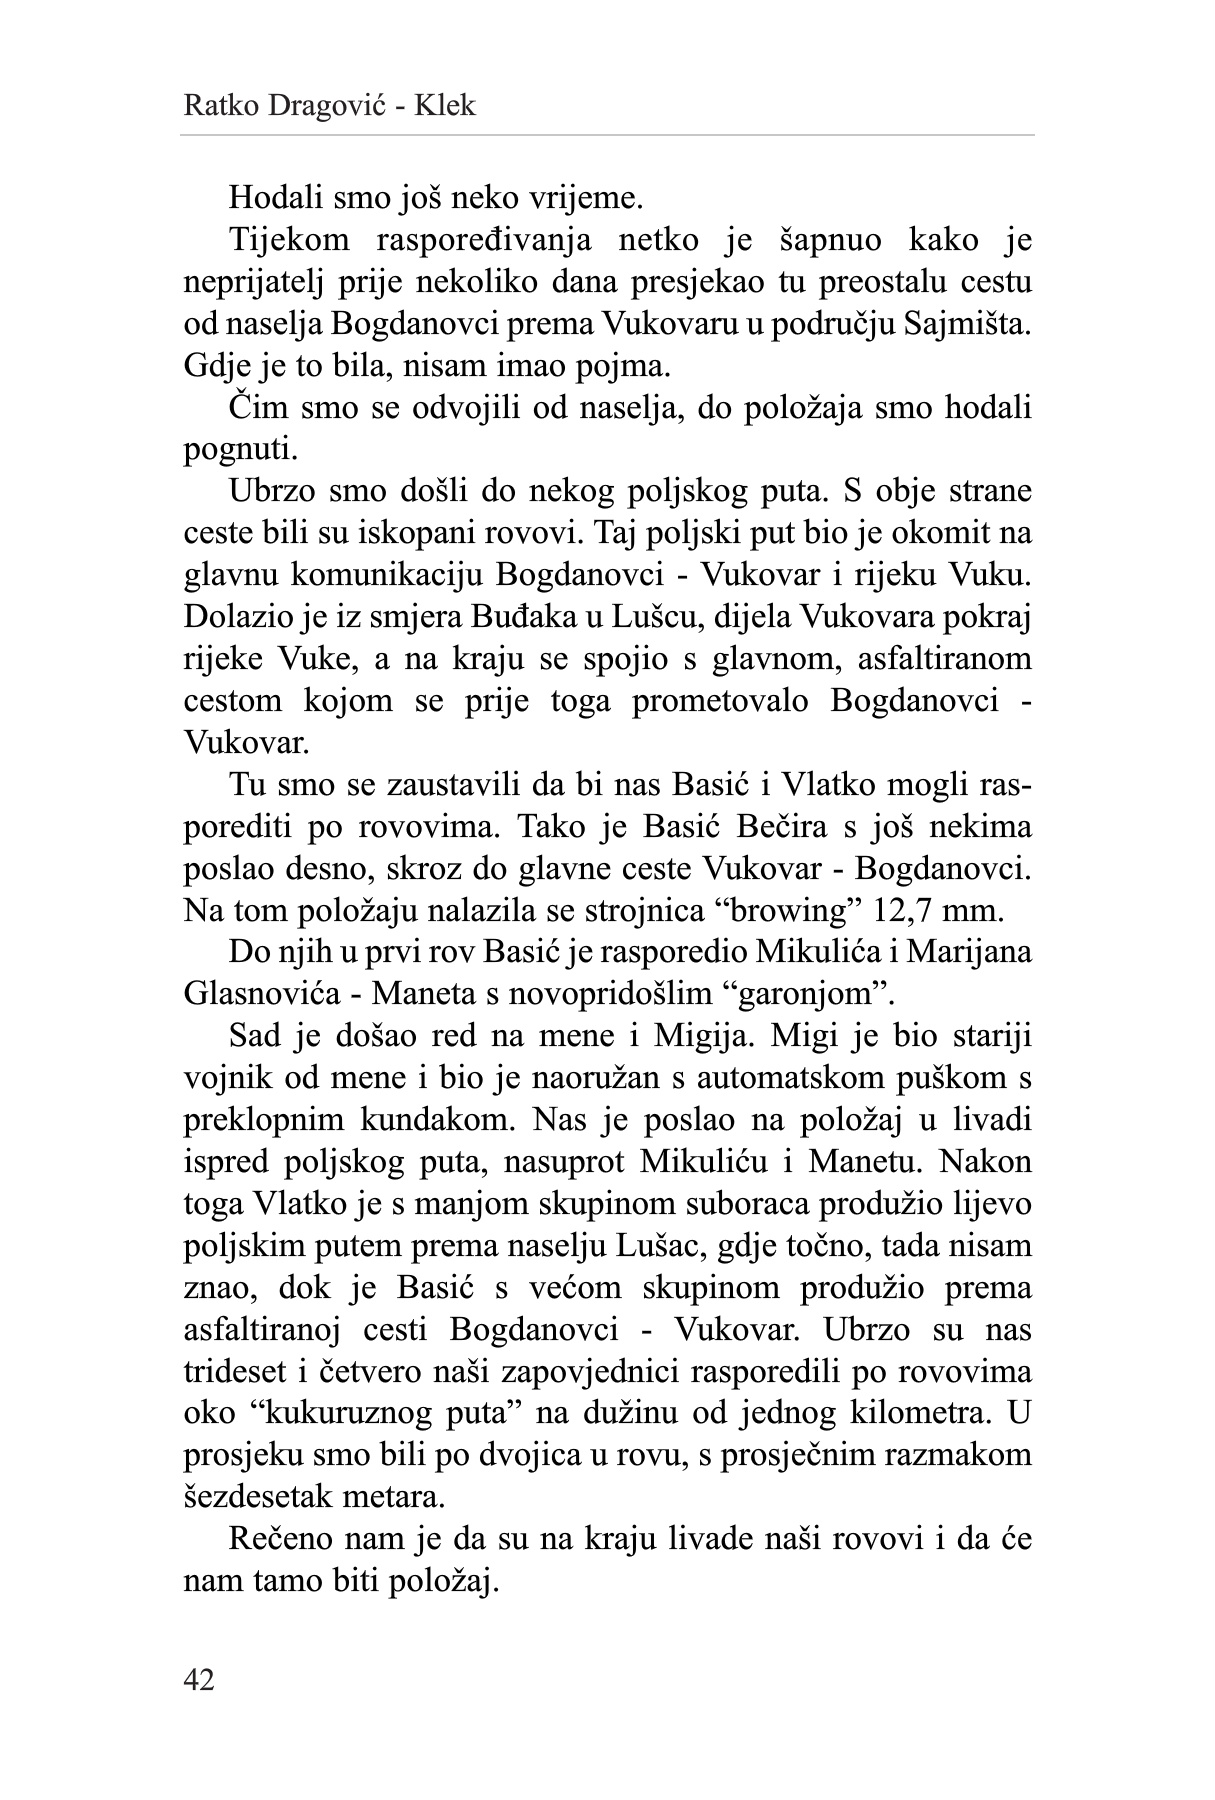 Ratko Dragović - Klek
Hodali smo još neko vrijeme.
Tijekom raspoređivanja netko je šapnuo kako je
neprijatelj prije nekoliko dana presjekao tu preostalu cestu
od naselja Bogdanovci prema Vukovaru u području Sajmišta.
Gdje je to bila, nisam imao pojma.
Čim smo se odvojili od naselja, do položaja smo hodali
pognuti.
Ubrzo smo došli do nekog poljskog puta. S obje strane
ceste bili su iskopani rovovi. Taj poljski put bio je okomit na
glavnu komunikaciju Bogdanovci - Vukovar i rijeku Vuku.
Dolazio je iz smjera Buđaka u Lušcu, dijela Vukovara pokraj
rijeke Vuke, a na kraju se spojio s glavnom, asfaltiranom
cestom kojom se prije toga prometovalo Bogdanovci -
Vukovar.
Tu smo se zaustavili da bi nas Basić i Vlatko mogli ras-
porediti po rovovima. Tako je Basić Bečira s još nekima
poslao desno, skroz do glavne ceste Vukovar - Bogdanovci.
Na tom položaju nalazila se strojnica “browing” 12,7 mm.
Do njih u prvi rov Basić je rasporedio Mikulića i Marijana
Glasnovića - Maneta s novopridošlim “garonjom”.
Sad je došao red na mene i Migija. Migi je bio stariji
vojnik od mene i bio je naoružan s automatskom puškom s
preklopnim kundakom. Nas je poslao na položaj u livadi
ispred poljskog puta, nasuprot Mikuliću i Manetu. Nakon
toga Vlatko je s manjom skupinom suboraca produžio lijevo
poljskim putem prema naselju Lušac, gdje točno, tada nisam
znao, dok je Basić s većom skupinom produžio prema
asfaltiranoj cesti Bogdanovci - Vukovar. Ubrzo su nas
trideset i četvero naši zapovjednici rasporedili po rovovima
oko “kukuruznog puta” na dužinu od jednog kilometra. U
prosjeku smo bili po dvojica u rovu, s prosječnim razmakom
šezdesetak metara.
Rečeno nam je da su na kraju livade naši rovovi i da će
nam tamo biti položaj.
42